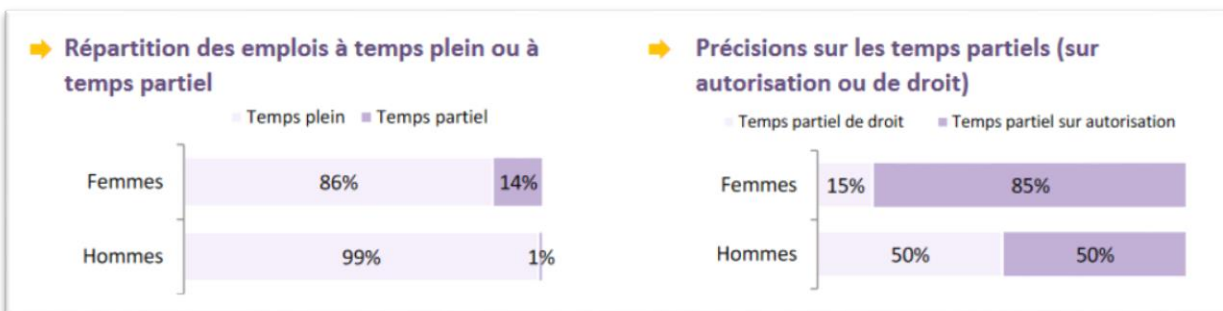 Répartition des emplois à temps plein ou à
temps partiel
Temps plein Temps partiel
Femmes 86% 14%
Hommes 99% 1%
Précisions sur les temps partiels (sur
autorisation ou de droit)
Temps partiel de droit Temps partiel sur autorisation
Femmes 15% 85%
Hommes 50% 50%